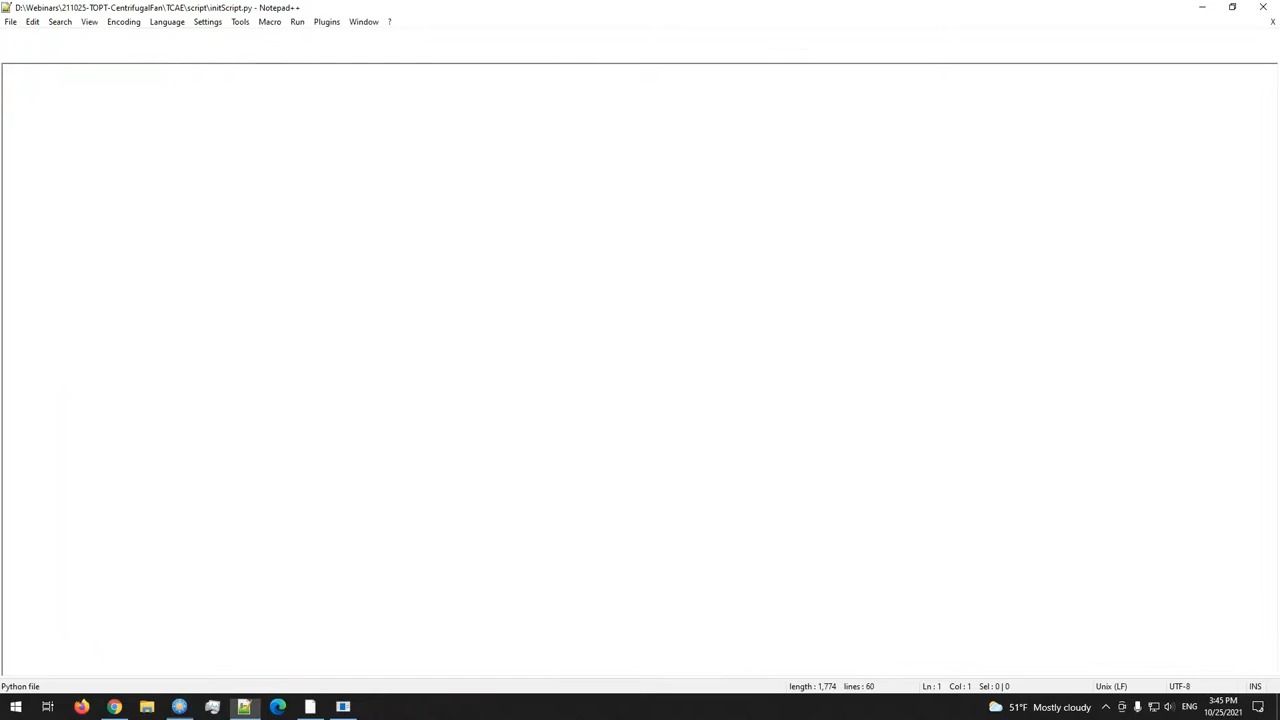 D:\Webinars\211025-TOPT-CentrifugalFan\TCAE\script\initScript.py - Notepad++
File Edit Search View Encoding Language Settings Tools Macro Run Plugins Window ? X
Python file length : 1,774 lines : 60 Ln : 1 Col : 1 Sel : 0 | 0 Unix (LF) UTF-8 INS
51°F Mostly cloudy ENG 3:45 PM
10/25/2021